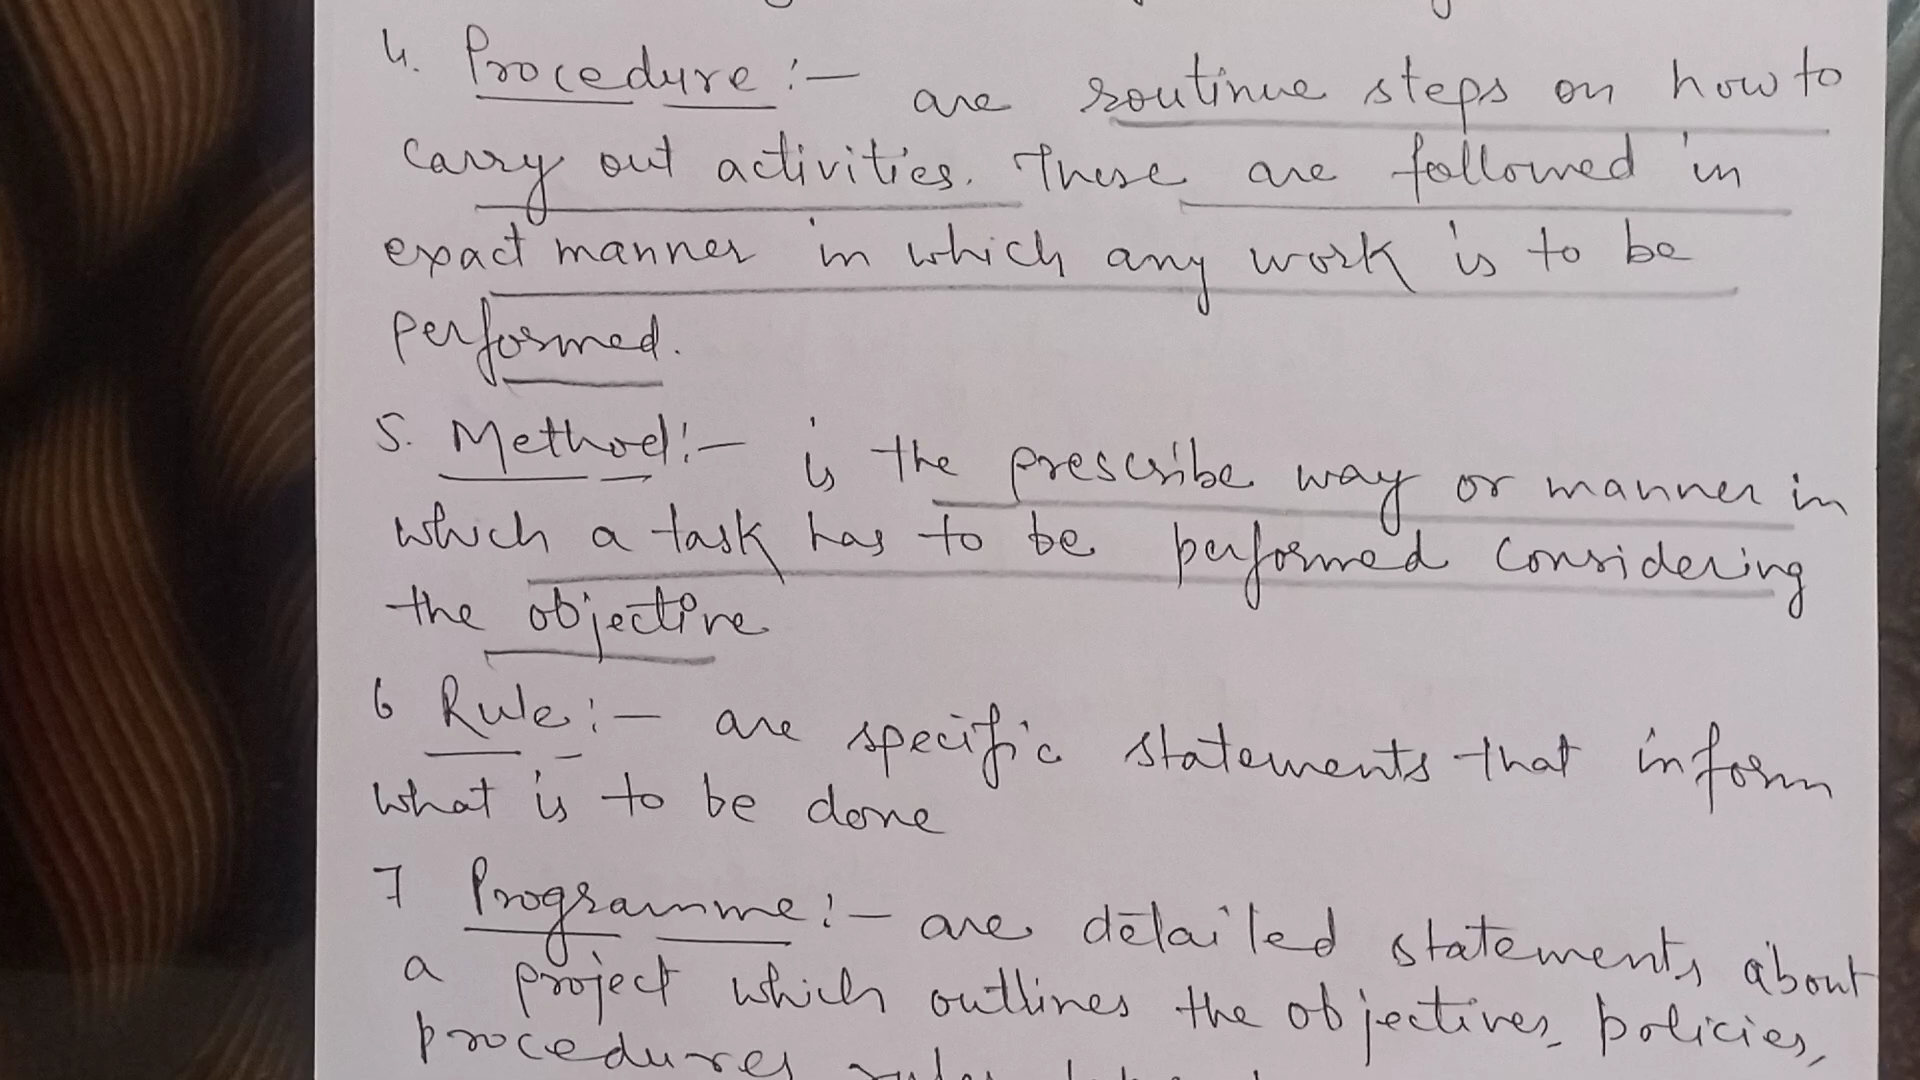 4. Procedure :- are routinue steps on how to
carry out activities. These are followed in
exact manner in which any work is to be
performed.
5. Method :- is the prescribe way or manner in
which a task has to be performed considering
the objective
6 Rule :- are specific statements that inform
what is to be done
7 Programme :- are detailed statements about
a project which outlines the objectives, policies,
procedures